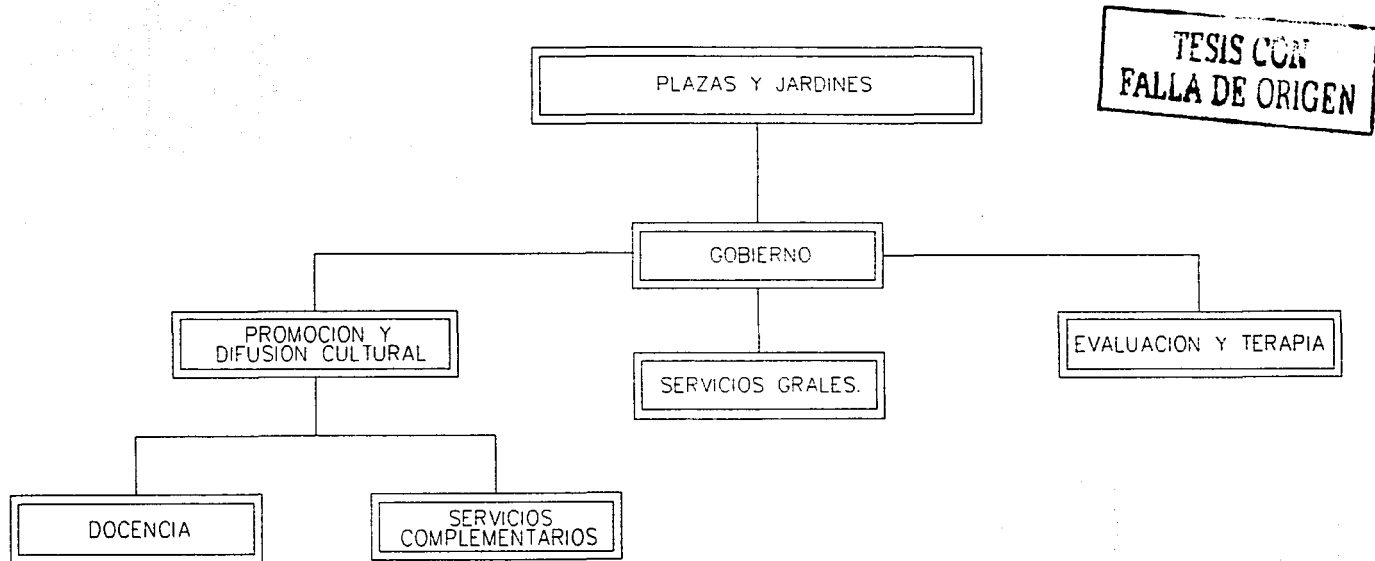 TESIS CON
FALLA DE ORIGEN
PLAZAS Y JARDINES
GOBIERNO
PROMOCION Y
DIFUSION CULTURAL
SERVICIOS GRALES.
EVALUACION Y TERAPIA
DOCENCIA
SERVICIOS
COMPLEMENTARIOS